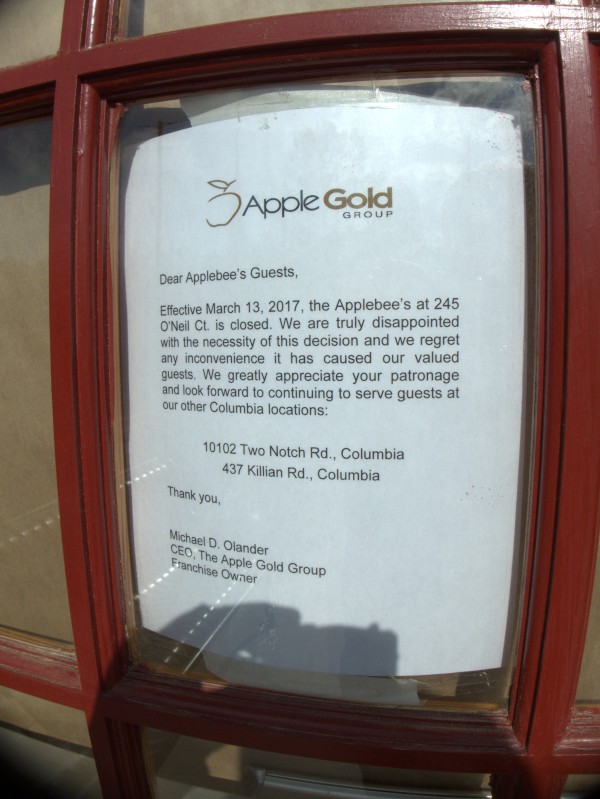 Apple Gold
GROUP
Dear Applebee's Guests,
Effective March 13, 2017, the Applebee's at 245
O'Neil Ct. is closed. We are truly disappointed
with the necessity of this decision and we regret
any inconvenience it has caused our valued
guests. We greatly appreciate your patronage
and look forward to continuing to serve guests at
our other Columbia locations:
10102 Two Notch Rd., Columbia
437 Killian Rd., Columbia
Thank you,
Michael D. Olander
CEO, The Apple Gold Group
Franchise Owner